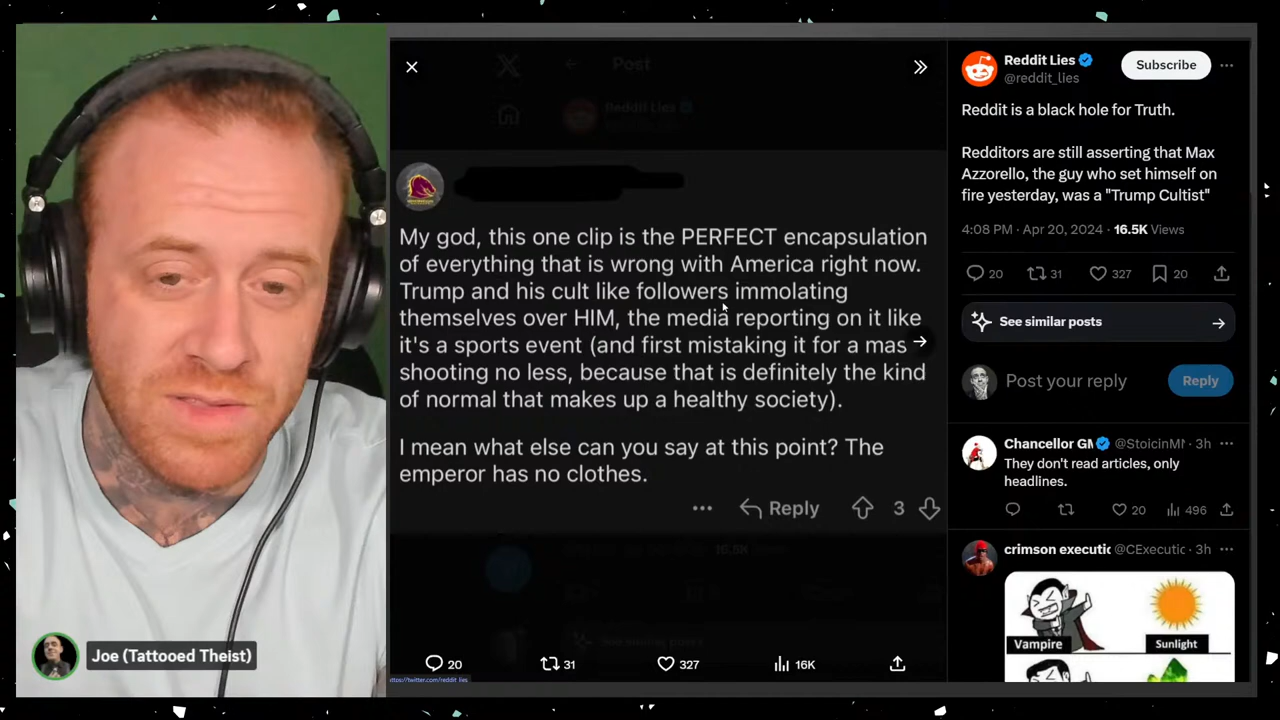 Post
Reddit Lies
My god, this one clip is the PERFECT encapsulation
of everything that is wrong with America right now.
Trump and his cult like followers immolating
themselves over HIM, the media reporting on it like
it's a sports event (and first mistaking it for a mas
shooting no less, because that is definitely the kind
of normal that makes up a healthy society).
I mean what else can you say at this point? The
emperor has no clothes.
Reply 3
See similar posts
20 31 327 16K
https://twitter.com/reddit_lies
Joe (Tattooed Theist)
Reddit Lies
@reddit_lies
Subscribe
Reddit is a black hole for Truth.
Redditors are still asserting that Max
Azzorello, the guy who set himself on
fire yesterday, was a "Trump Cultist"
4:08 PM · Apr 20, 2024 · 16.5K Views
20 31 327 20
See similar posts
Post your reply
Reply
Chancellor GM @StoicinMN · 3h
They don't read articles, only
headlines.
20 496
crimson executic @CExecutic · 3h
Vampire
Sunlight